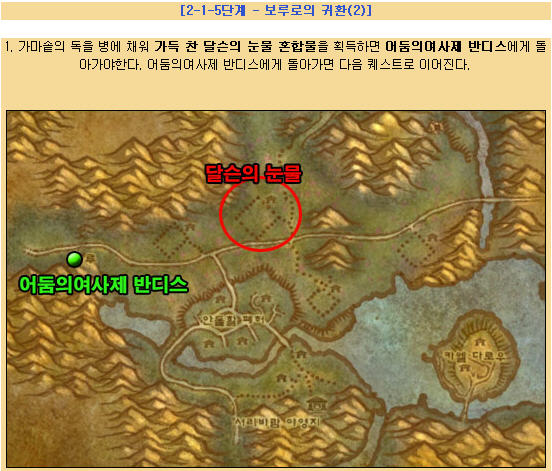 [2-1-5단계 - 보루로의 귀환(2)]
1. 가마솥의 독을 병에 채워 가득 찬 달슨의 눈물 혼합물을 획득하면 어둠의여사제 반디스에게 돌
아가야한다. 어둠의여사제 반디스에게 돌아가면 다음 퀘스트로 이어진다.
달슨의 눈물
어둠의여사제 반디스
안돌할 폐허
카엘 다로우
서리바람 야영지